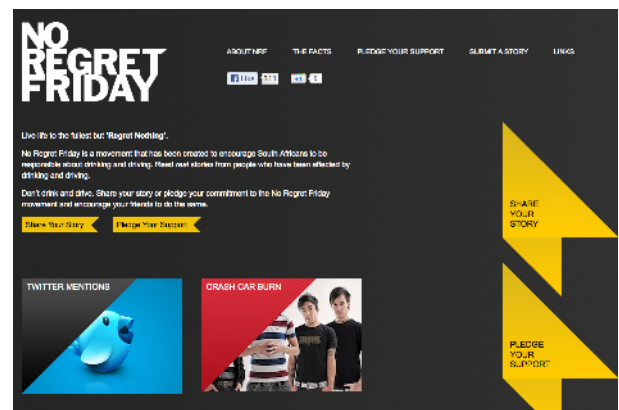 NO
REGRET
FRIDAY
ABOUT NRF THE FACTS PLEDGE YOUR SUPPORT SUBMIT A STORY LINKS
Like +1 0
Live life to the fullest but 'Regret Nothing'.
No Regret Friday is a movement that has been created to encourage South Africans to be
responsible about drinking and driving. Read real stories from people who have been affected by
drinking and driving.
Don't drink and drive. Share your story or pledge your commitment to the No Regret Friday
movement and encourage your friends to do the same.
Share Your Story Pledge Your Support
SHARE
YOUR
STORY
TWITTER MENTIONS CRASH CAR BURN
PLEDGE
YOUR
SUPPORT